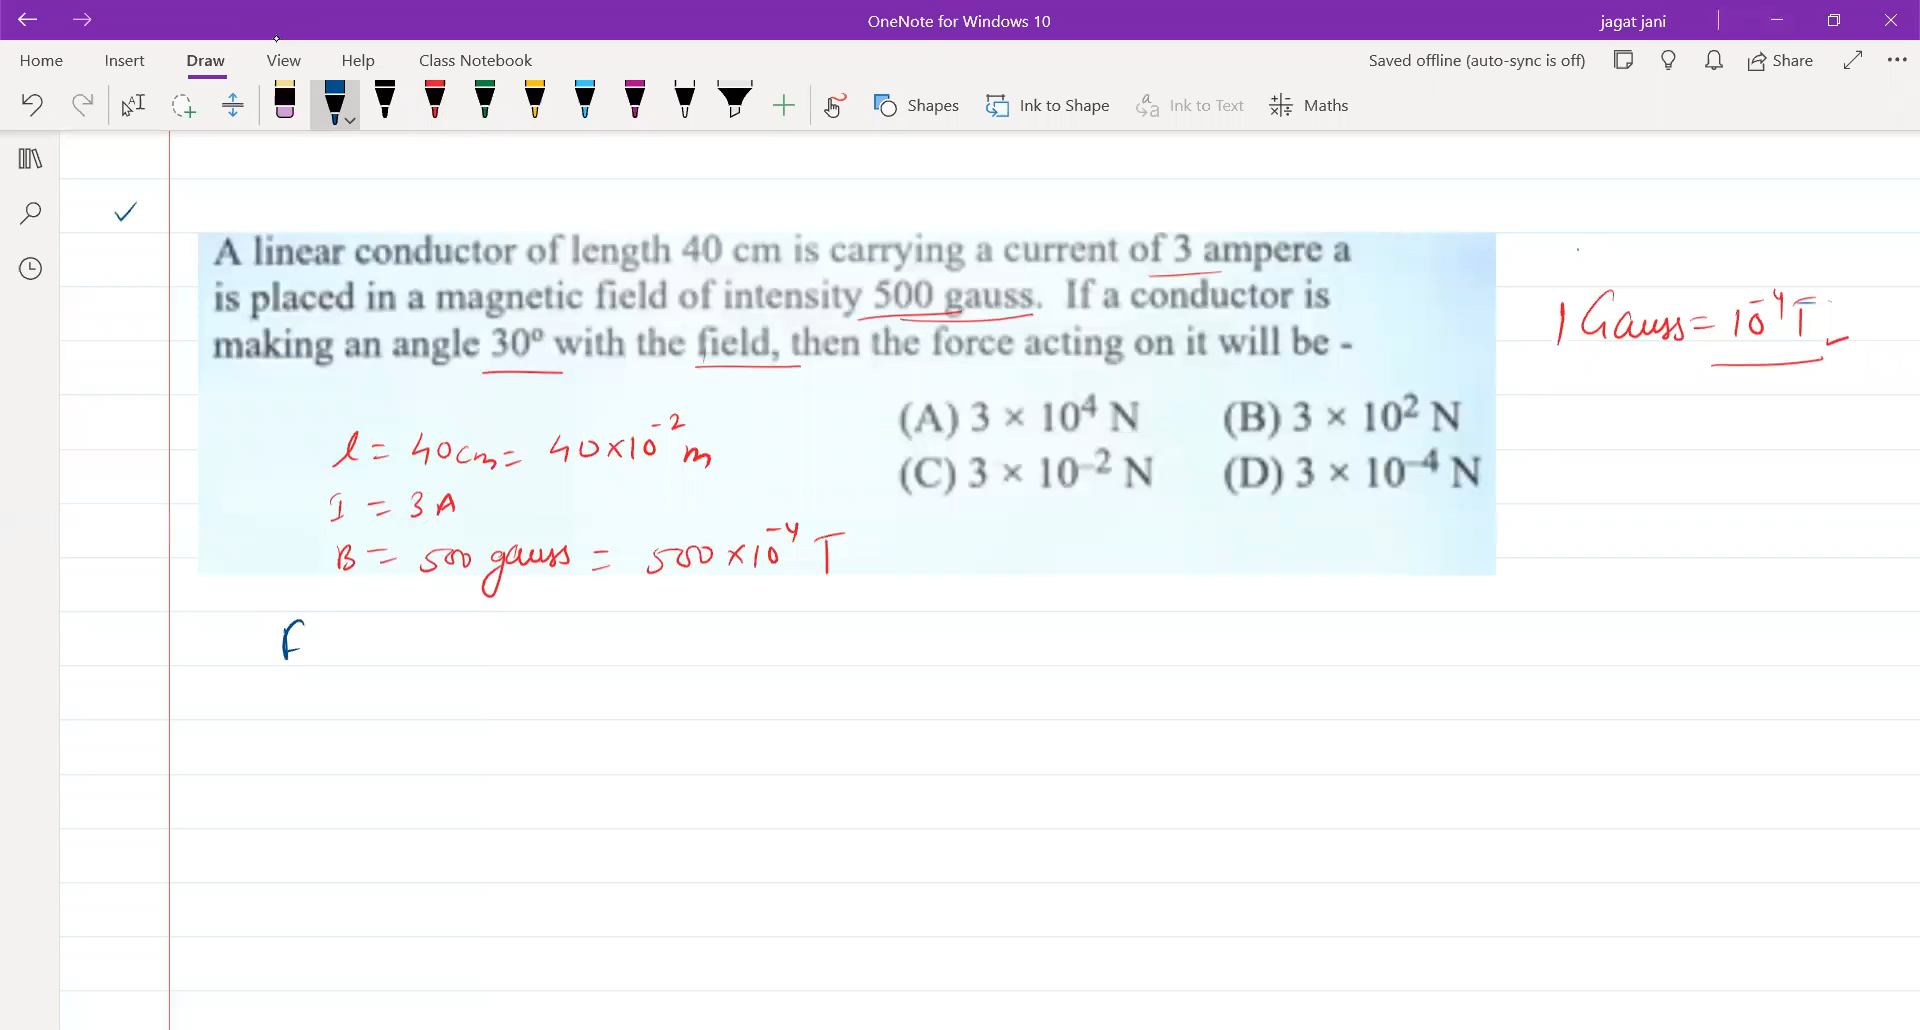 OneNote for Windows 10
jagat jani
Home Insert Draw View Help Class Notebook
Saved offline (auto-sync is off) Share
Shapes Ink to Shape Ink to Text Maths
A linear conductor of length 40 cm is carrying a current of 3 ampere a
is placed in a magnetic field of intensity 500 gauss. If a conductor is
making an angle 30° with the field, then the force acting on it will be -
1 Gauss = 10⁻⁴ T
(A) 3 × 10⁴ N (B) 3 × 10² N
(C) 3 × 10⁻² N (D) 3 × 10⁻⁴ N
l = 40cm = 40×10⁻² m
I = 3A
B = 500 gauss = 500×10⁻⁴ T
F